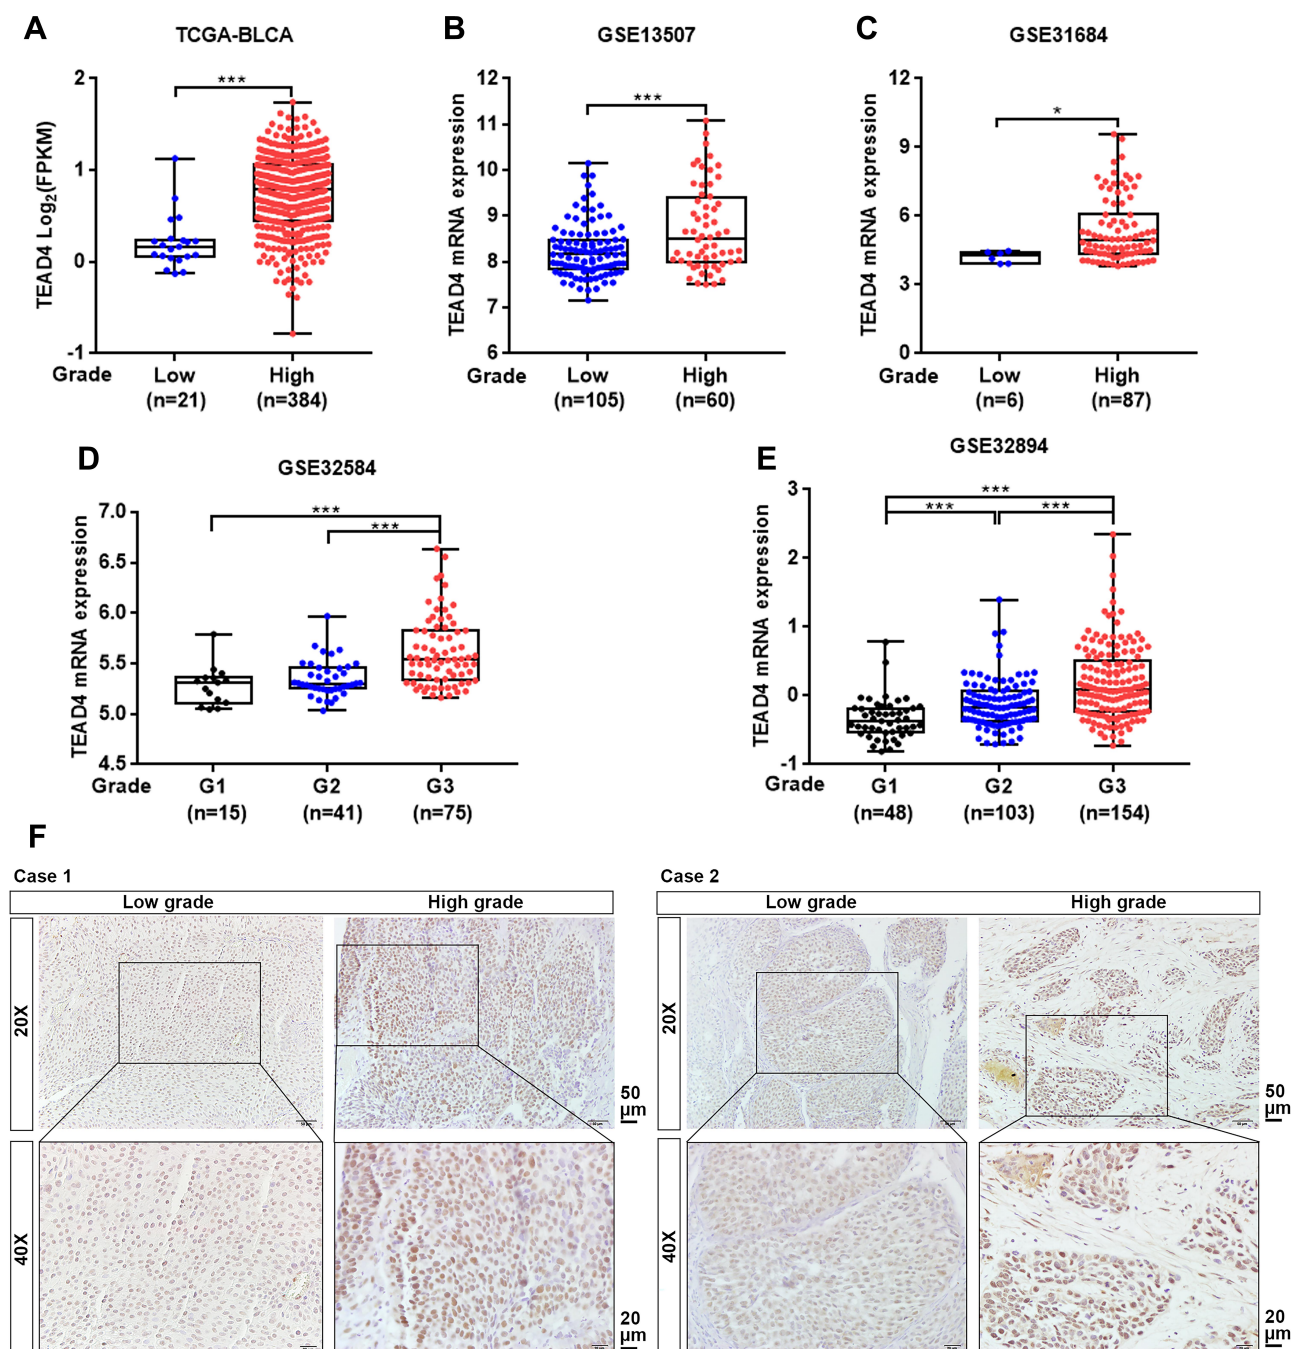 A
TCGA-BLCA
TEAD4 Log2(FPKM)
2
1
0
-1
***
Grade
Low
High
(n=21)
(n=384)
B
GSE13507
TEAD4 mRNA expression
12
11
10
9
8
7
6
***
Grade
Low
High
(n=105)
(n=60)
C
GSE31684
TEAD4 mRNA expression
12
9
6
3
0
*
Grade
Low
High
(n=6)
(n=87)
D
GSE32584
TEAD4 mRNA expression
7.0
6.5
6.0
5.5
5.0
4.5
***
***
Grade
G1
G2
G3
(n=15)
(n=41)
(n=75)
E
GSE32894
TEAD4 mRNA expression
3
2
1
0
-1
***
***
***
Grade
G1
G2
G3
(n=48)
(n=103)
(n=154)
F
Case 1
Low grade
High grade
20X
50
μm
40X
20
μm
Case 2
Low grade
High grade
20X
50
μm
40X
20
μm